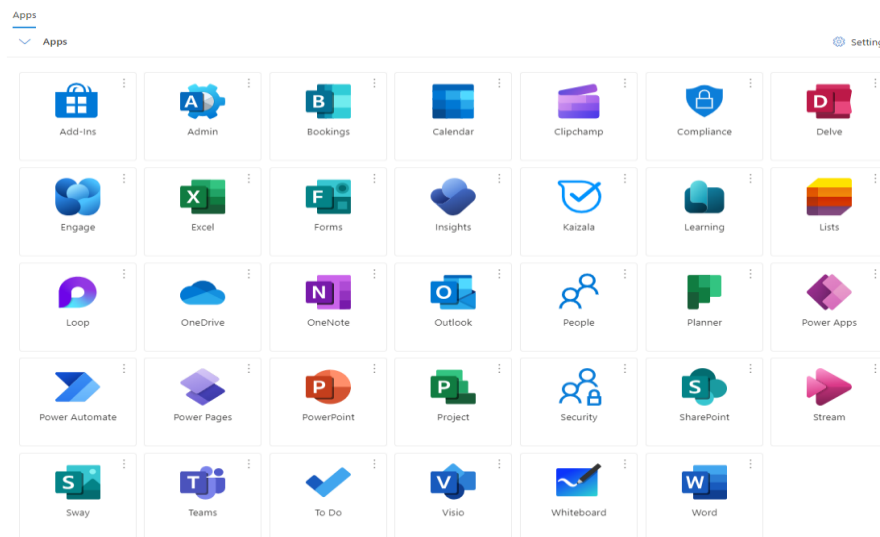 Apps
Apps
Setting
Add-Ins
Admin
Bookings
Calendar
Clipchamp
Compliance
Delve
Engage
Excel
Forms
Insights
Kaizala
Learning
Lists
Loop
OneDrive
OneNote
Outlook
People
Planner
Power Apps
Power Automate
Power Pages
PowerPoint
Project
Security
SharePoint
Stream
Sway
Teams
To Do
Visio
Whiteboard
Word